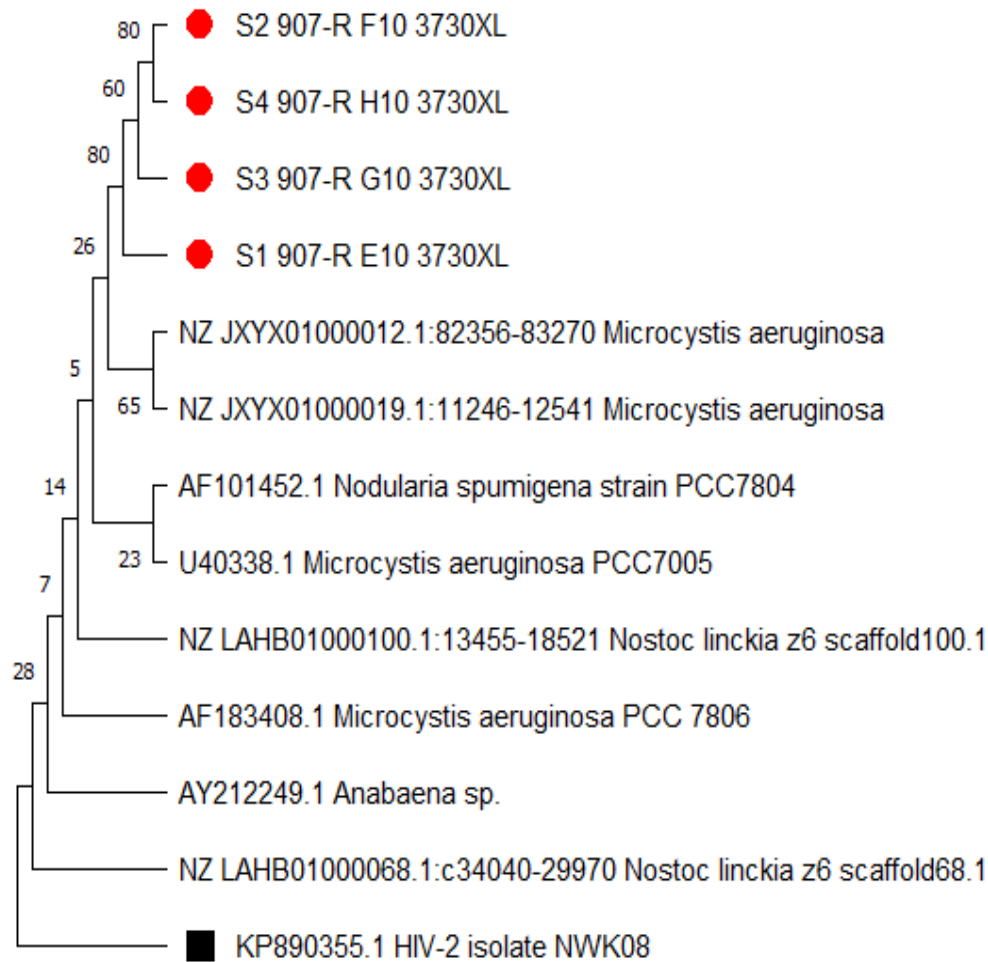 80
S2 907-R F10 3730XL
60
S4 907-R H10 3730XL
80
S3 907-R G10 3730XL
26
S1 907-R E10 3730XL
NZ JXYX01000012.1:82356-83270 Microcystis aeruginosa
5
65
NZ JXYX01000019.1:11246-12541 Microcystis aeruginosa
14
AF101452.1 Nodularia spumigena strain PCC7804
23
U40338.1 Microcystis aeruginosa PCC7005
7
NZ LAHB01000100.1:13455-18521 Nostoc linckia z6 scaffold100.1
28
AF183408.1 Microcystis aeruginosa PCC 7806
AY212249.1 Anabaena sp.
NZ LAHB01000068.1:c34040-29970 Nostoc linckia z6 scaffold68.1
KP890355.1 HIV-2 isolate NWK08